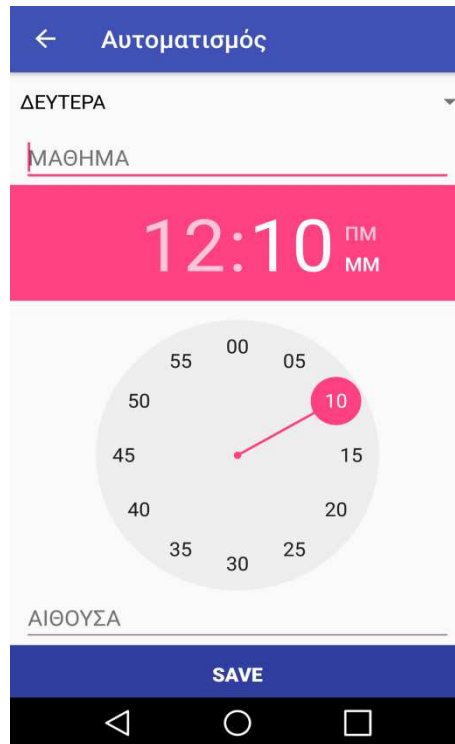 Αυτοματισμός
ΔΕΥΤΕΡΑ
ΜΑΘΗΜΑ
12:10 ΠΜ
ΜΜ
00
55 05
50 10
45 15
40 20
35 25
30
ΑΙΘΟΥΣΑ
SAVE